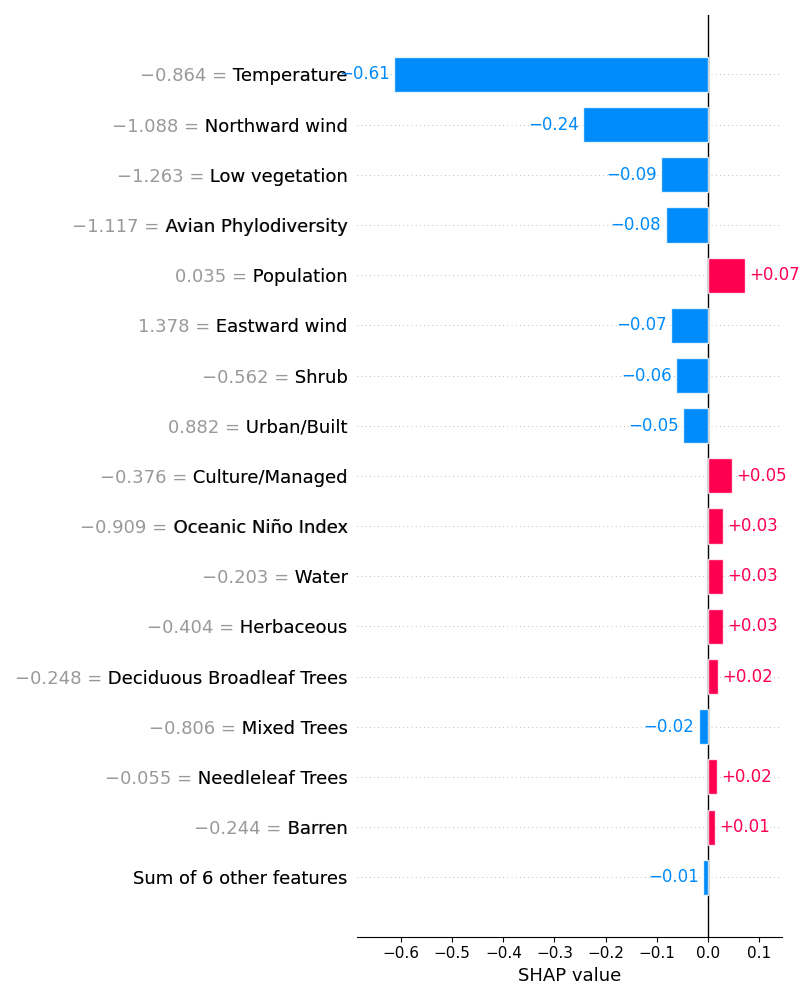 −0.864 = Temperature −0.61
−1.088 = Northward wind −0.24
−1.263 = Low vegetation −0.09
−1.117 = Avian Phylodiversity −0.08
0.035 = Population +0.07
1.378 = Eastward wind −0.07
−0.562 = Shrub −0.06
0.882 = Urban/Built −0.05
−0.376 = Culture/Managed +0.05
−0.909 = Oceanic Niño Index +0.03
−0.203 = Water +0.03
−0.404 = Herbaceous +0.03
−0.248 = Deciduous Broadleaf Trees +0.02
−0.806 = Mixed Trees −0.02
−0.055 = Needleleaf Trees +0.02
−0.244 = Barren +0.01
Sum of 6 other features −0.01
−0.6 −0.5 −0.4 −0.3 −0.2 −0.1 0.0 0.1
SHAP value